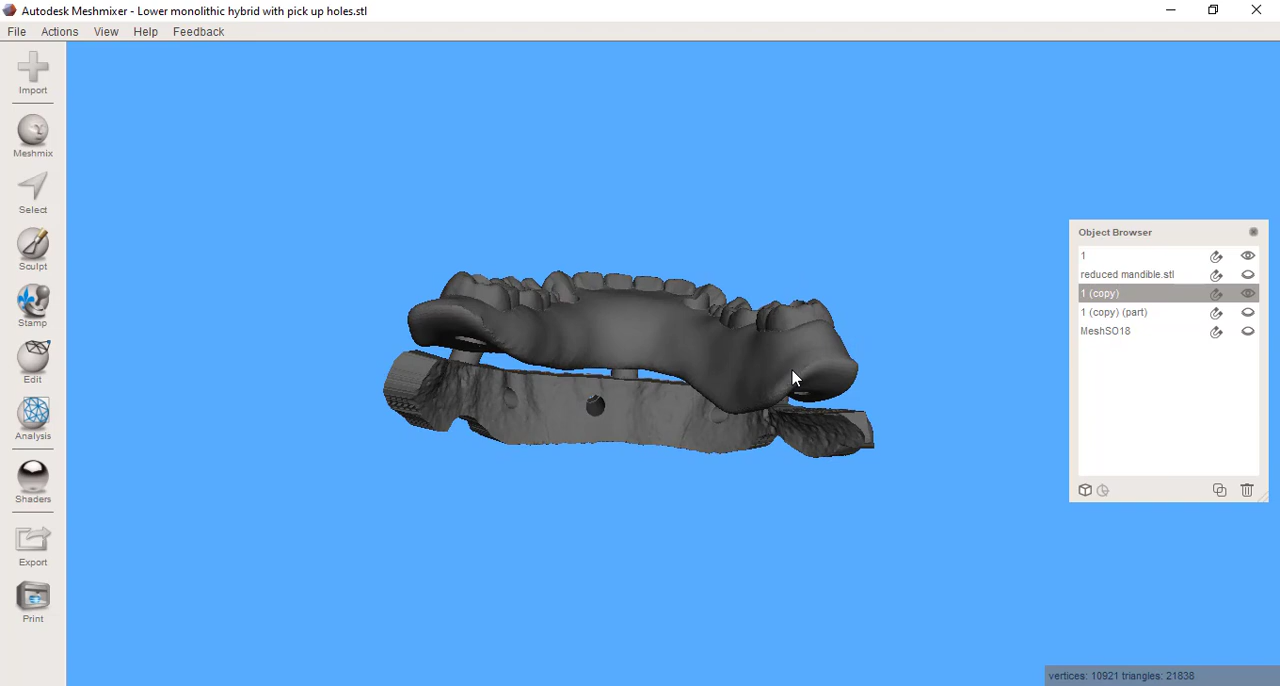 Autodesk Meshmixer - Lower monolithic hybrid with pick up holes.stl
File Actions View Help Feedback
Import
Meshmix
Select
Sculpt
Stamp
Edit
Analysis
Shaders
Export
Print
Object Browser
1
reduced mandible.stl
1 (copy)
1 (copy) (part)
MeshSO18
vertices: 10921 triangles: 21838